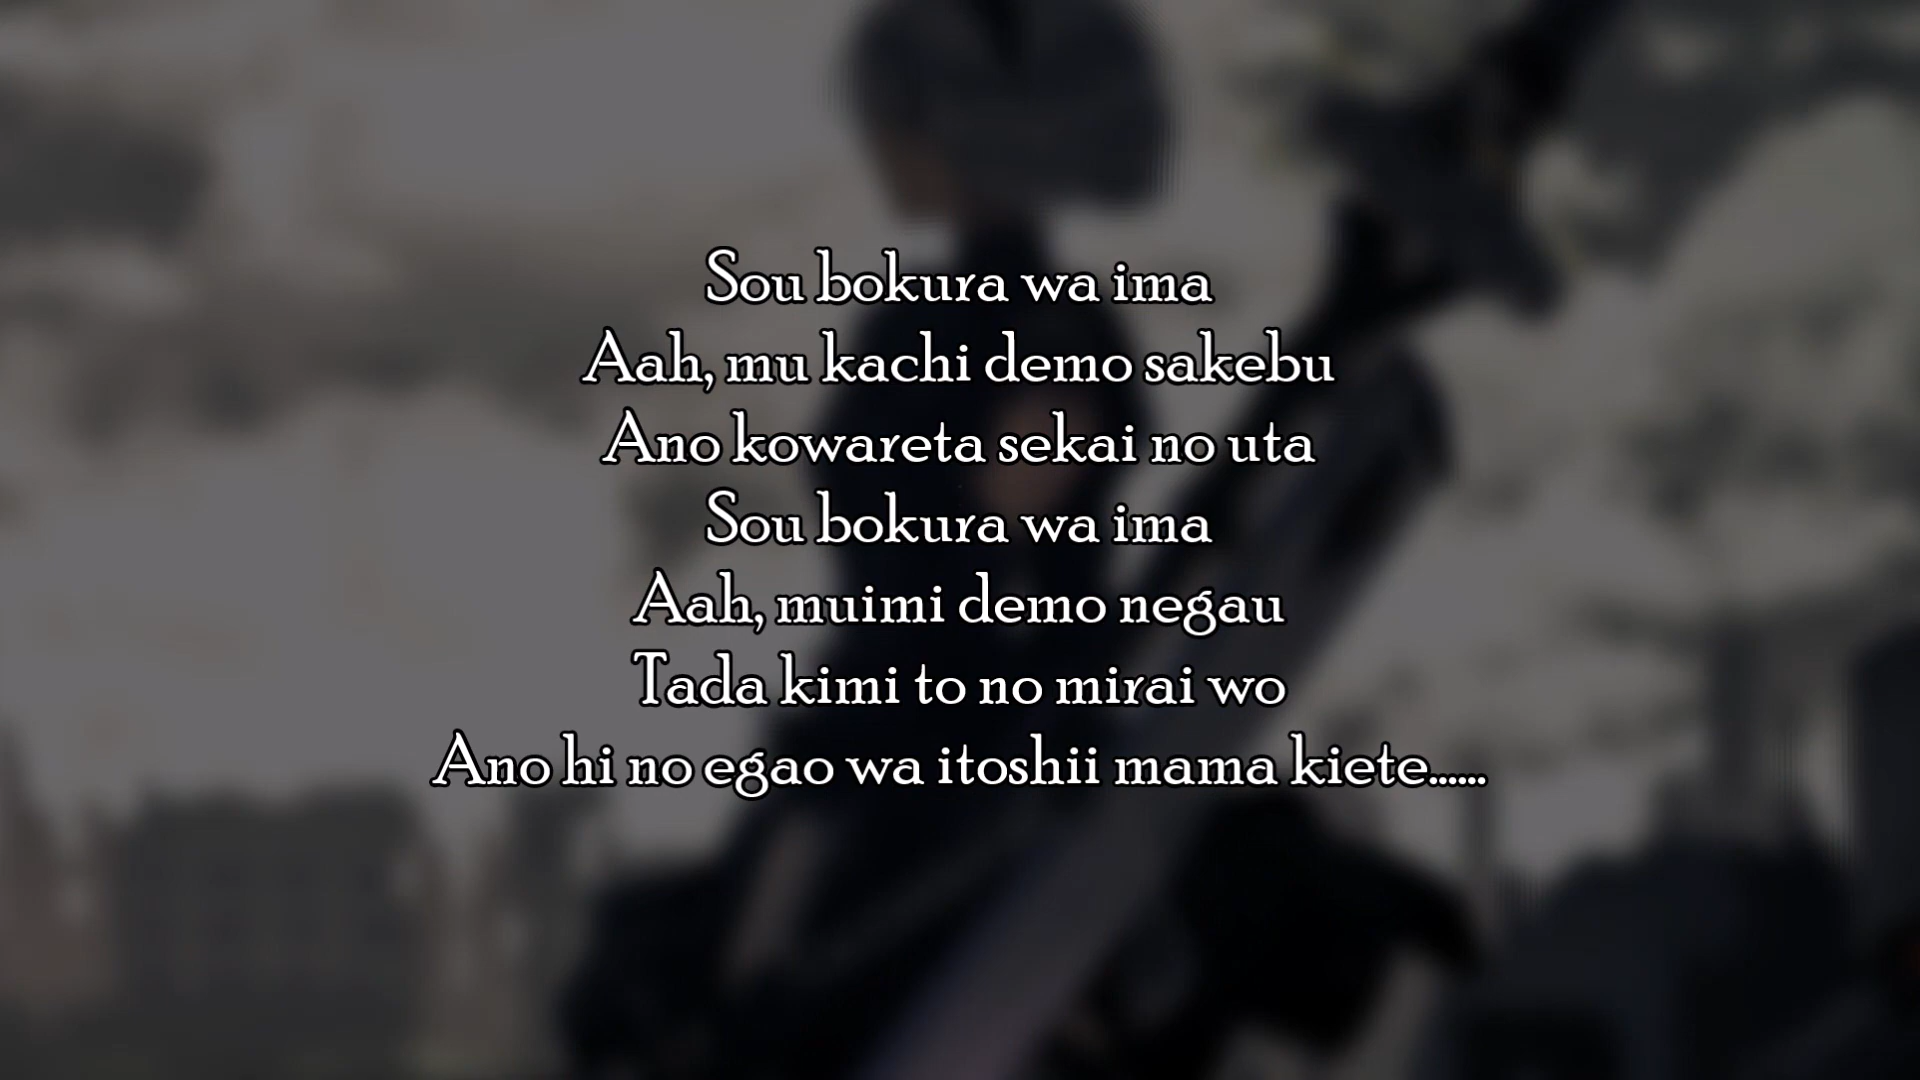 Sou bokura wa ima
Aah, mu kachi demo sakebu
Ano kowareta sekai no uta
Sou bokura wa ima
Aah, muimi demo negau
Tada kimi to no mirai wo
Ano hi no egao wa itoshii mama kiete......